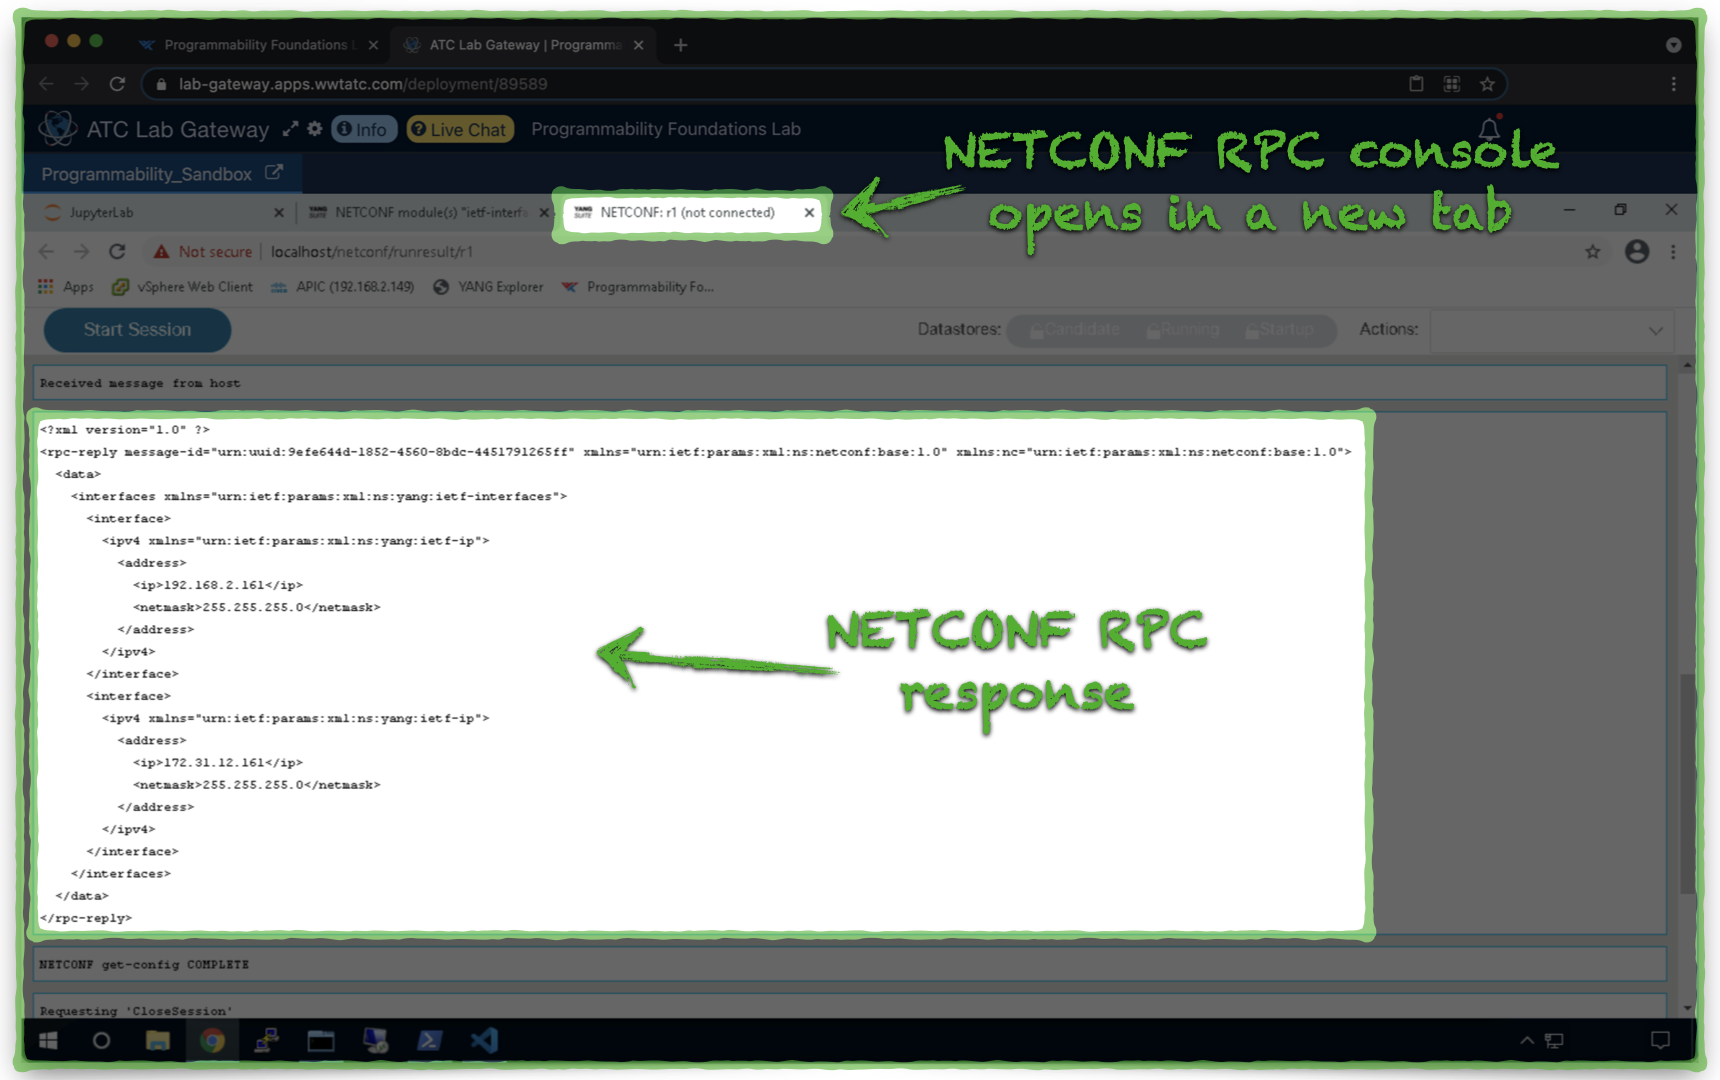 Programmability Foundations L
ATC Lab Gateway | Programma
lab-gateway.apps.wwtatc.com/deployment/89589
ATC Lab Gateway
Info
Live Chat
Programmability Foundations Lab
NETCONF RPC console
opens in a new tab
Programmability_Sandbox
JupyterLab
YANG SUITE
NETCONF module(s) "ietf-interfa
YANG SUITE
NETCONF: r1 (not connected)
Not secure
localhost/netconf/runresult/r1
Apps
vSphere Web Client
APIC (192.168.2.149)
YANG Explorer
Programmability Fo...
Start Session
Datastores:
Candidate
Running
Startup
Actions:
Received message from host
<?xml version="1.0" ?>
<rpc-reply message-id="urn:uuid:9efe644d-1852-4560-8bdc-4451791265ff" xmlns="urn:ietf:params:xml:ns:netconf:base:1.0" xmlns:nc="urn:ietf:params:xml:ns:netconf:base:1.0">
<data>
<interfaces xmlns="urn:ietf:params:xml:ns:yang:ietf-interfaces">
<interface>
<ipv4 xmlns="urn:ietf:params:xml:ns:yang:ietf-ip">
<address>
<ip>192.168.2.161</ip>
<netmask>255.255.255.0</netmask>
</address>
</ipv4>
</interface>
<interface>
<ipv4 xmlns="urn:ietf:params:xml:ns:yang:ietf-ip">
<address>
<ip>172.31.12.161</ip>
<netmask>255.255.255.0</netmask>
</address>
</ipv4>
</interface>
</interfaces>
</data>
</rpc-reply>
NETCONF RPC
response
NETCONF get-config COMPLETE
Requesting 'CloseSession'